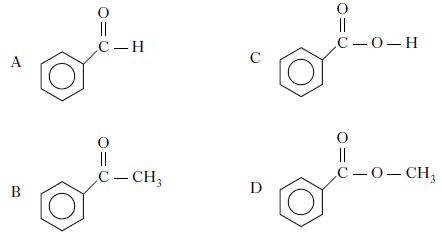 A
O
C – H
B
O
C – CH₃
C
O
C – O – H
D
O
C – O – CH₃